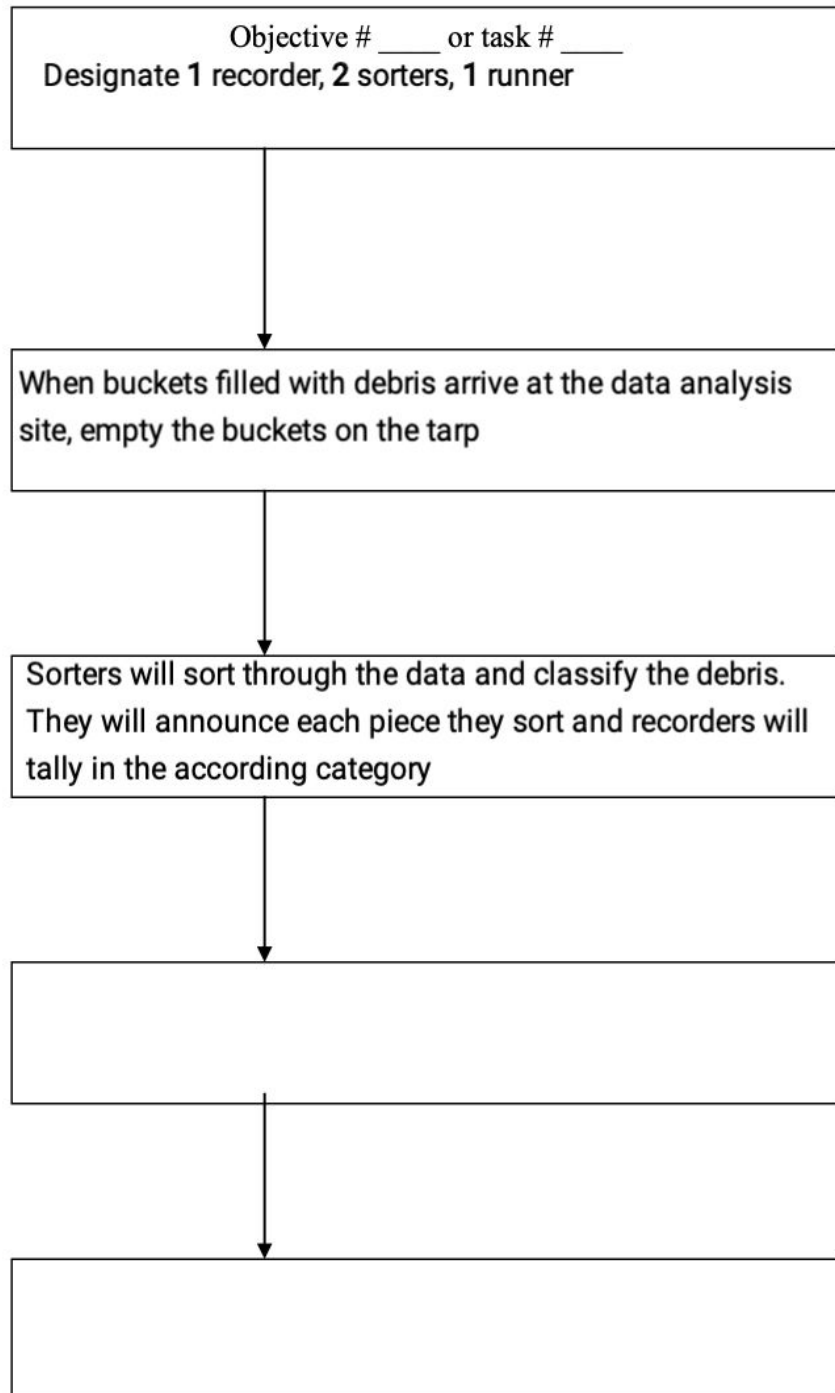 Objective # ____ or task # ____
Designate 1 recorder, 2 sorters, 1 runner
When buckets filled with debris arrive at the data analysis
site, empty the buckets on the tarp
Sorters will sort through the data and classify the debris.
They will announce each piece they sort and recorders will
tally in the according category